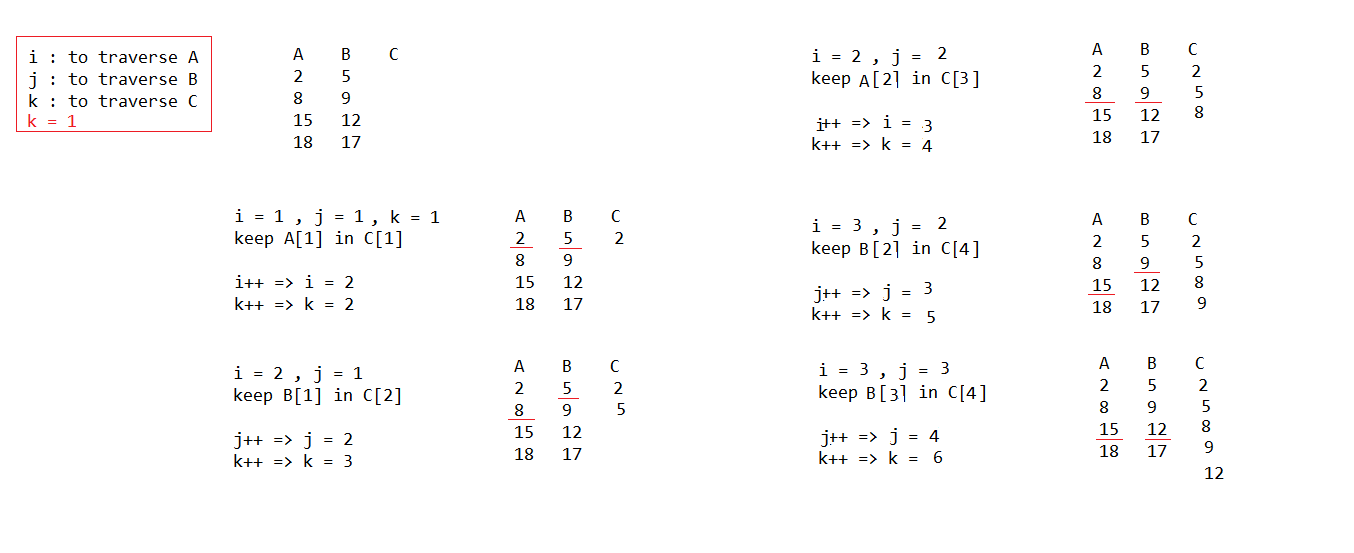 i : to traverse A
j : to traverse B
k : to traverse C
k = 1
A B C
2 5
8 9
15 12
18 17
i = 1 , j = 1 , k = 1
keep A[1] in C[1]
i++ => i = 2
k++ => k = 2
A B C
2 5 2
8 9
15 12
18 17
i = 2 , j = 1
keep B[1] in C[2]
j++ => j = 2
k++ => k = 3
A B C
2 5 2
8 9 5
15 12
18 17
i = 2 , j = 2
keep A[2] in C[3]
i++ => i = 3
k++ => k = 4
A B C
2 5 2
8 9 5
15 12 8
18 17
i = 3 , j = 2
keep B[2] in C[4]
j++ => j = 3
k++ => k = 5
A B C
2 5 2
8 9 5
15 12 8
18 17 9
i = 3 , j = 3
keep B[3] in C[4]
j++ => j = 4
k++ => k = 6
A B C
2 5 2
8 9 5
15 12 8
18 17 9
12